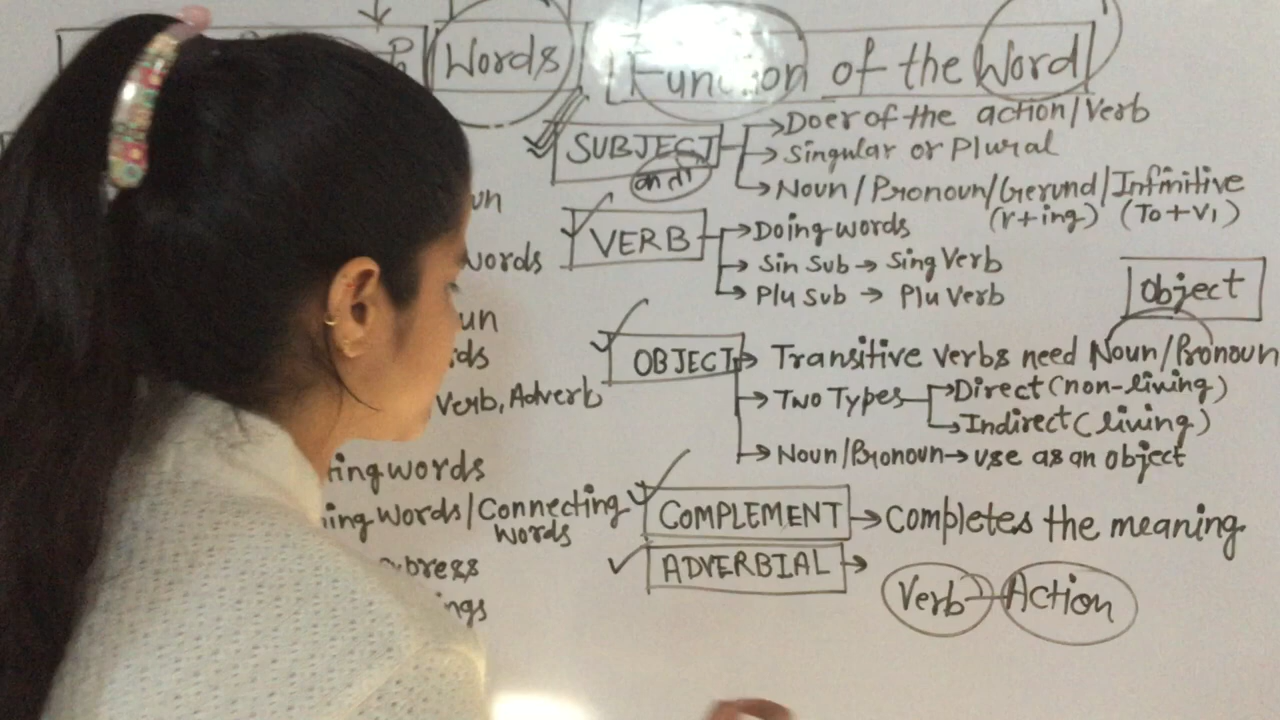 Words
Function of the Word
SUBJECT → Doer of the action/Verb
→ Singular or Plural
→ Noun/Pronoun/Gerund/Infinitive
(V+ing) (To+V1)
VERB → Doing words
→ Sin Sub → Sing Verb
→ Plu Sub → Plu Verb
Object
OBJECT → Transitive verbs need Noun/Pronoun
→ Two Types → Direct (non-living)
→ Indirect (living)
→ Noun/Pronoun → use as an object
COMPLEMENT → Completes the meaning
ADVERBIAL →
Verb Action
un
words
un
ds
Verb, Adverb
ing words
ing Words/Connecting
words
press
ngs